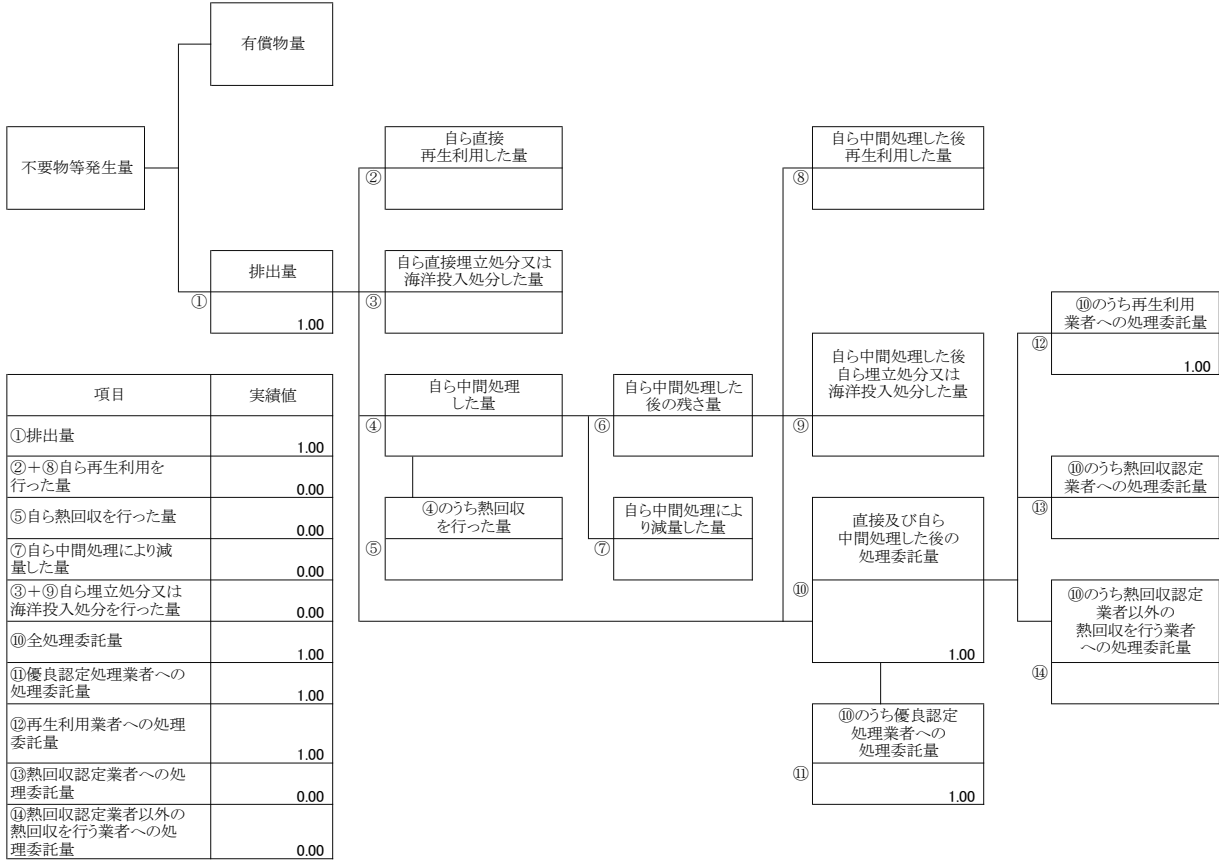 有償物量
不要物等発生量
自ら直接
再生利用した量
②
自ら中間処理した後
再生利用した量
⑧
排出量
①
1.00
自ら直接埋立処分又は
海洋投入処分した量
③
⑩のうち再生利用
業者への処理委託量
⑫
1.00
自ら中間処理した後
自ら埋立処分又は
海洋投入処分した量
⑨
自ら中間処理
した量
④
自ら中間処理した
後の残さ量
⑥
⑩のうち熱回収認定
業者への処理委託量
⑬
④のうち熱回収
を行った量
⑤
自ら中間処理によ
り減量した量
⑦
直接及び自ら
中間処理した後の
処理委託量
⑩
1.00
⑩のうち熱回収認定
業者以外の
熱回収を行う業者
への処理委託量
⑭
⑩のうち優良認定
処理業者への
処理委託量
⑪
1.00
項目 実績値
①排出量
1.00
②+⑧自ら再生利用を
行った量
0.00
⑤自ら熱回収を行った量
0.00
⑦自ら中間処理により減
量した量
0.00
③+⑨自ら埋立処分又は
海洋投入処分を行った量
0.00
⑩全処理委託量
1.00
⑪優良認定処理業者への
処理委託量
1.00
⑫再生利用業者への処理
委託量
1.00
⑬熱回収認定業者への処
理委託量
0.00
⑭熱回収認定業者以外の
熱回収を行う業者への処
理委託量
0.00